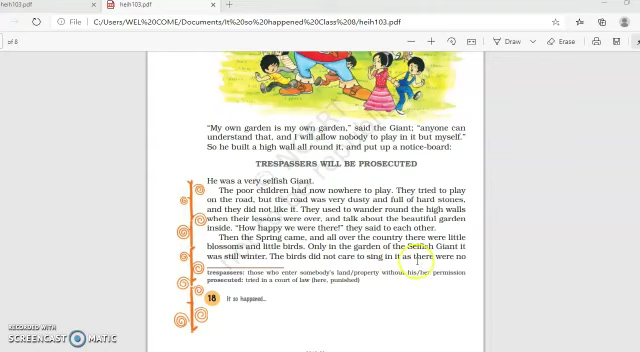 heih103.pdf
heih103.pdf
File | C:/Users/WEL%20COME/Documents/It%20so%20happened%20Class%208/heih103.pdf
of 8
Draw
Erase
"My own garden is my own garden," said the Giant; "anyone can
understand that, and I will allow nobody to play in it but myself."
So he built a high wall all round it, and put up a notice-board:
TRESPASSERS WILL BE PROSECUTED
He was a very selfish Giant.
The poor children had now nowhere to play. They tried to play
on the road, but the road was very dusty and full of hard stones,
and they did not like it. They used to wander round the high walls
when their lessons were over, and talk about the beautiful garden
inside. "How happy we were there!" they said to each other.
Then the Spring came, and all over the country there were little
blossoms and little birds. Only in the garden of the Selfish Giant it
was still winter. The birds did not care to sing in it as there were no
trespassers: those who enter somebody's land/property without his/her permission
prosecuted: tried in a court of law (here, punished)
18 It so happened...
RECORDED WITH
SCREENCAST MATIC